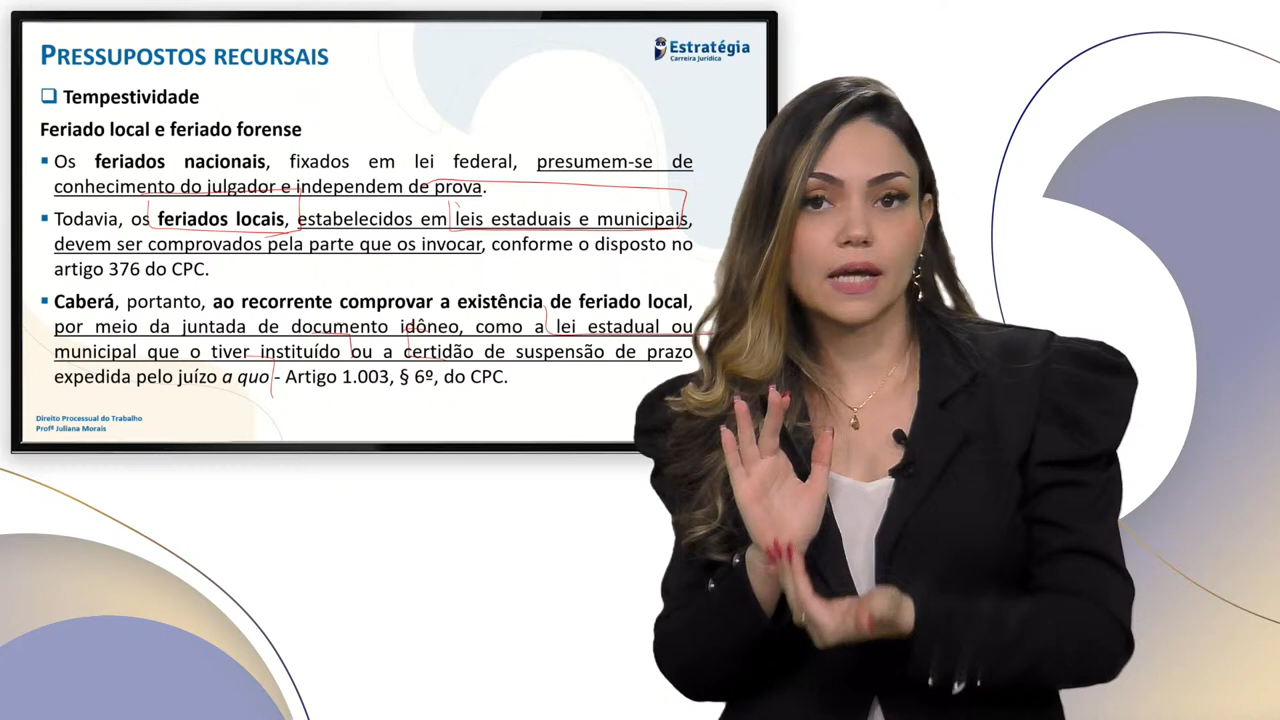 PRESSUPOSTOS RECURSAIS
Estratégia
Carreira Jurídica
Tempestividade
Feriado local e feriado forense
Os feriados nacionais, fixados em lei federal, presumem-se de
conhecimento do julgador e independem de prova.
Todavia, os feriados locais, estabelecidos em leis estaduais e municipais,
devem ser comprovados pela parte que os invocar, conforme o disposto no
artigo 376 do CPC.
Caberá, portanto, ao recorrente comprovar a existência de feriado local,
por meio da juntada de documento idôneo, como a lei estadual ou
municipal que o tiver instituído ou a certidão de suspensão de prazo
expedida pelo juízo a quo - Artigo 1.003, § 6º, do CPC.
Direito Processual do Trabalho
Profª Juliana Morais